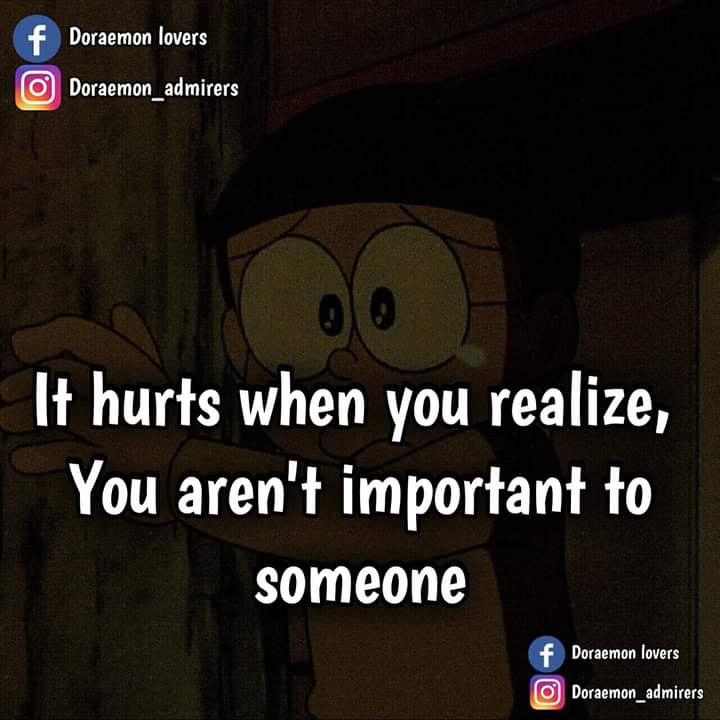 Doraemon lovers
Doraemon_admirers
It hurts when you realize,
You aren't important to
someone
Doraemon lovers
Doraemon_admirers